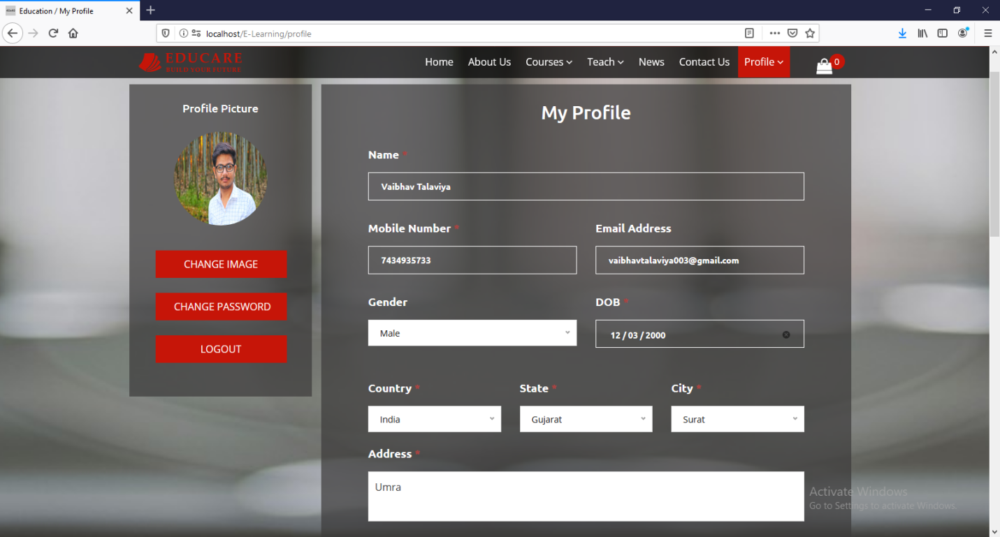 Education / My Profile
localhost/E-Learning/profile
EDUCARE
BUILD YOUR FUTURE
Home About Us Courses Teach News Contact Us Profile 0
Profile Picture
CHANGE IMAGE
CHANGE PASSWORD
LOGOUT
My Profile
Name *
Vaibhav Talaviya
Mobile Number * Email Address
7434935733 vaibhavtalaviya003@gmail.com
Gender DOB *
Male 12 / 03 / 2000
Country * State * City *
India Gujarat Surat
Address *
Umra
Activate Windows
Go to Settings to activate Windows.